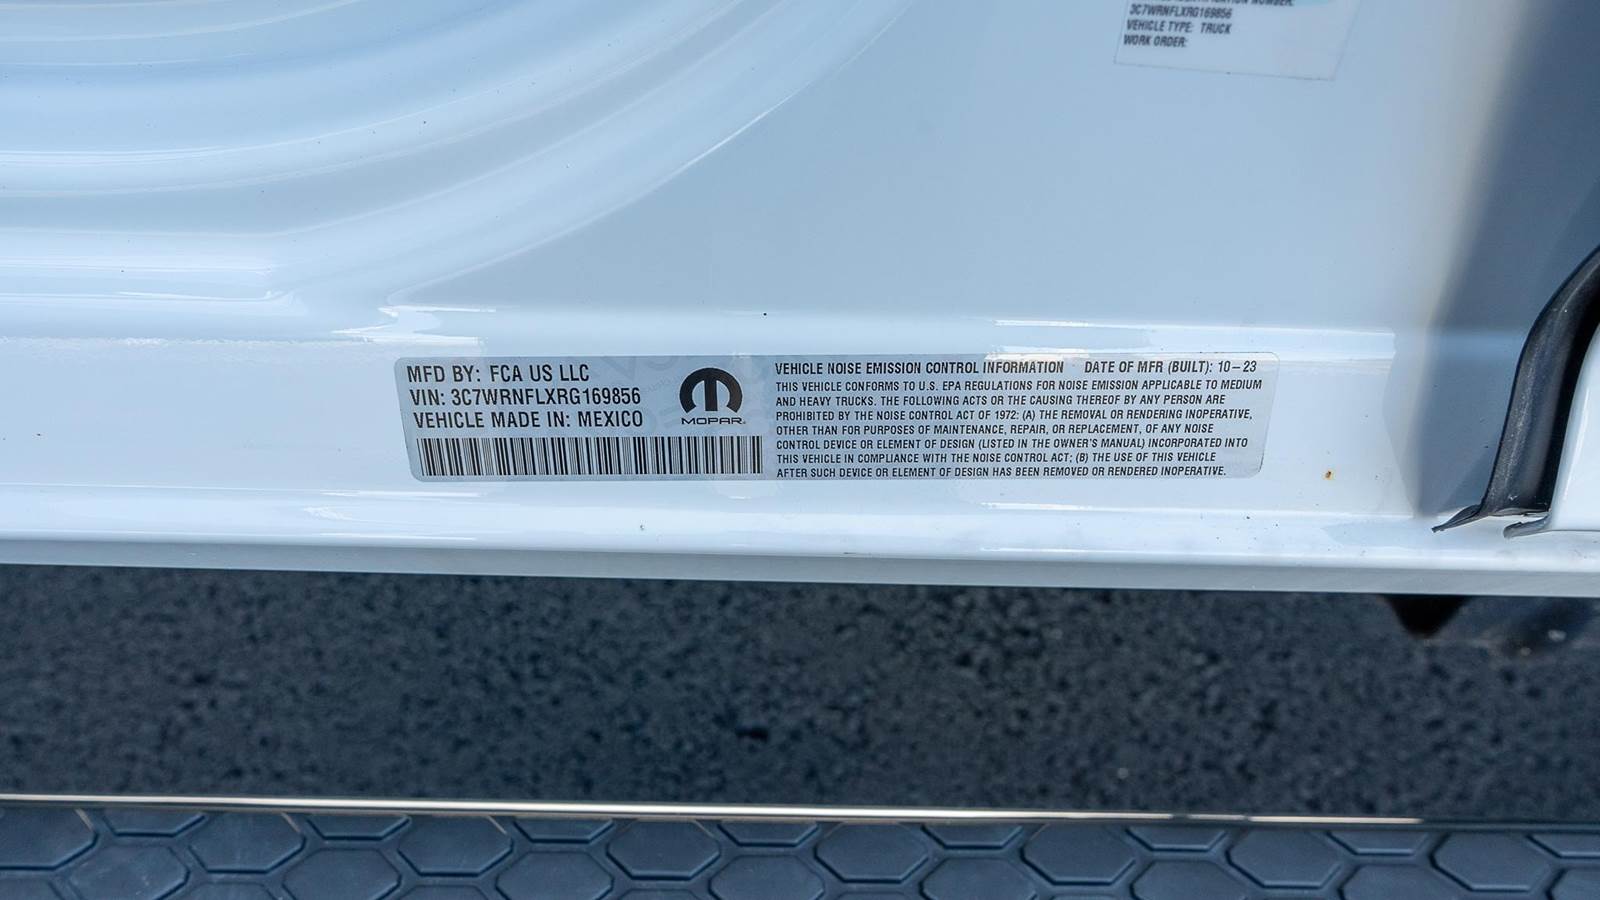 3C7WRNFLXRG169856
VEHICLE TYPE: TRUCK
WORK ORDER:
MFD BY: FCA US LLC
VIN: 3C7WRNFLXRG169856
VEHICLE MADE IN: MEXICO
MOPAR
VEHICLE NOISE EMISSION CONTROL INFORMATION DATE OF MFR (BUILT): 10-23
THIS VEHICLE CONFORMS TO U.S. EPA REGULATIONS FOR NOISE EMISSION APPLICABLE TO MEDIUM
AND HEAVY TRUCKS. THE FOLLOWING ACTS OR THE CAUSING THEREOF BY ANY PERSON ARE
PROHIBITED BY THE NOISE CONTROL ACT OF 1972: (A) THE REMOVAL OR RENDERING INOPERATIVE,
OTHER THAN FOR PURPOSES OF MAINTENANCE, REPAIR, OR REPLACEMENT, OF ANY NOISE
CONTROL DEVICE OR ELEMENT OF DESIGN (LISTED IN THE OWNER'S MANUAL) INCORPORATED INTO
THIS VEHICLE IN COMPLIANCE WITH THE NOISE CONTROL ACT; (B) THE USE OF THIS VEHICLE
AFTER SUCH DEVICE OR ELEMENT OF DESIGN HAS BEEN REMOVED OR RENDERED INOPERATIVE.